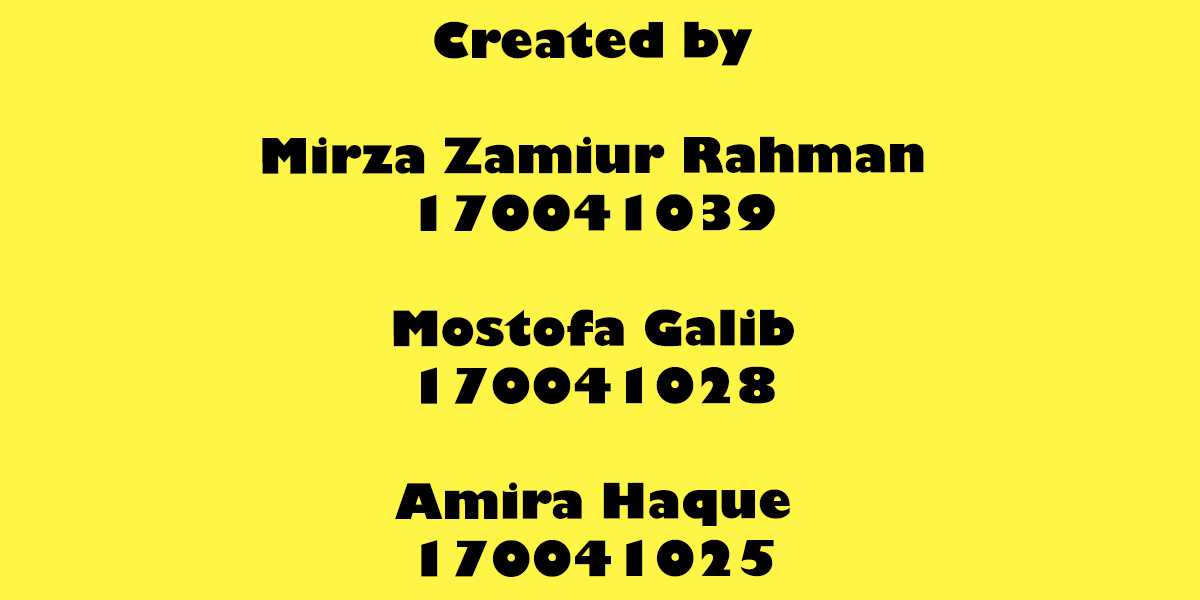 Created by
Mirza Zamiur Rahman
170041039
Mostofa Galib
170041028
Amira Haque
170041025